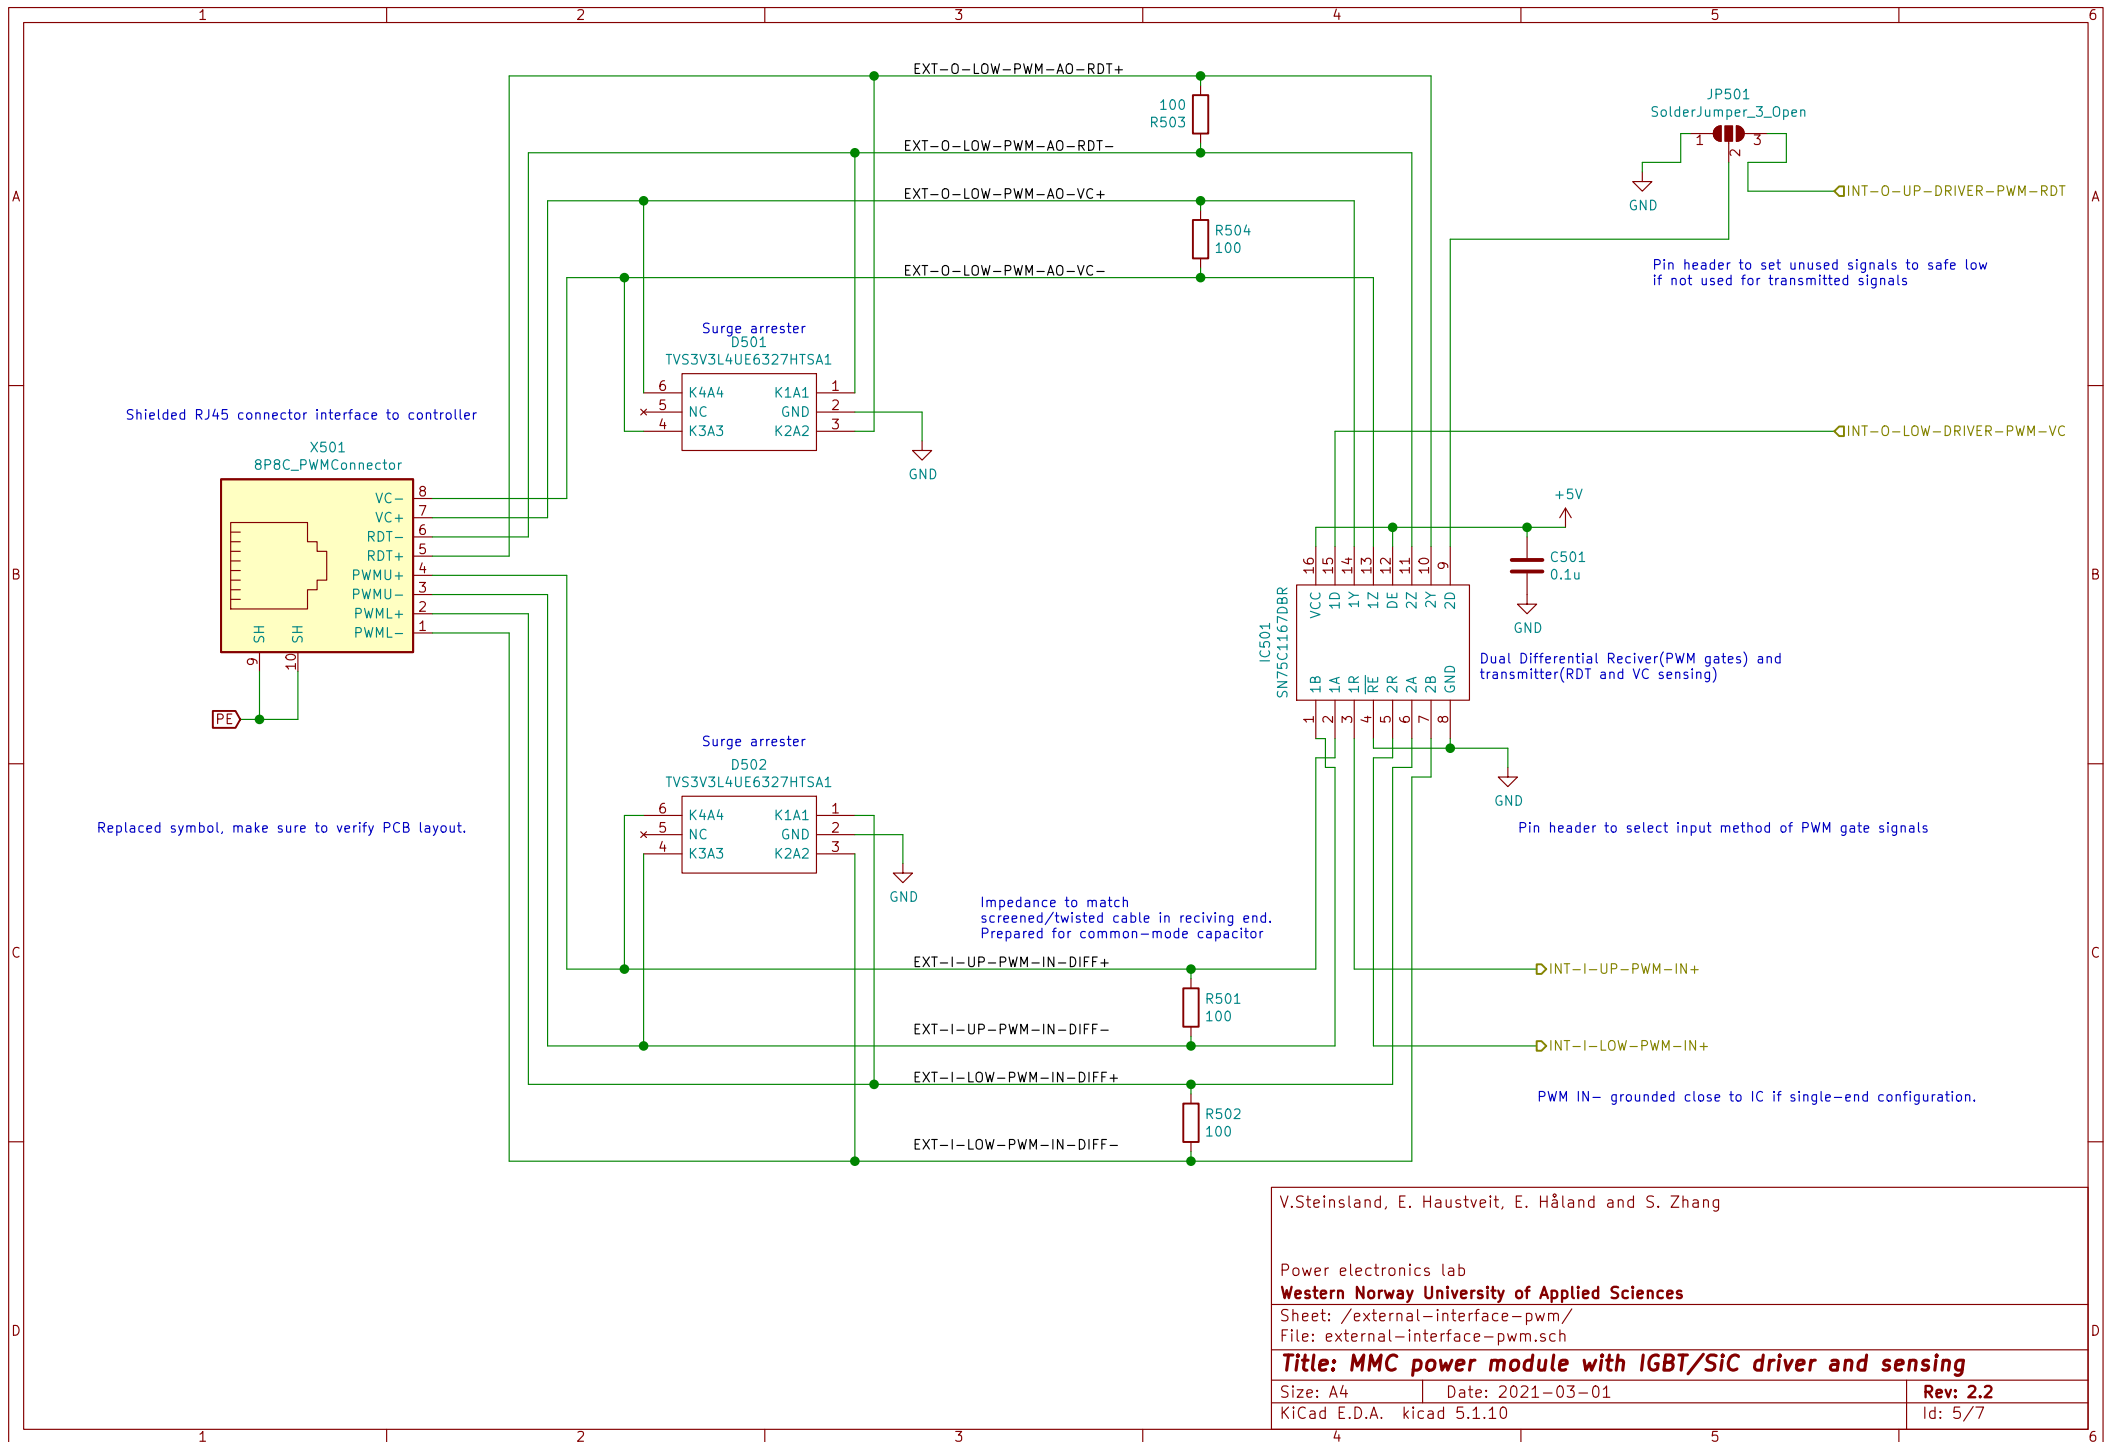 1 2 3 4 5 6
EXT-O-LOW-PWM-AO-RDT+
100
R503
EXT-O-LOW-PWM-AO-RDT-
EXT-O-LOW-PWM-AO-VC+
R504
100
EXT-O-LOW-PWM-AO-VC-
JP501
SolderJumper_3_Open
1
2
3
GND
INT-O-UP-DRIVER-PWM-RDT
A
A
Pin header to set unused signals to safe low
if not used for transmitted signals
Surge arrester
D501
TVS3V3L4UE6327HTSA1
6 K4A4 K1A1 1
5 NC GND 2
4 K3A3 K2A2 3
GND
INT-O-LOW-DRIVER-PWM-VC
Shielded RJ45 connector interface to controller
X501
8P8C_PWMConnector
VC- 8
VC+ 7
RDT- 6
RDT+ 5
PWMU+ 4
PWMU- 3
PWML+ 2
PWML- 1
SH SH
9 10
PE
B
B
+5V
C501
0.1u
GND
16 15 14 13 12 11 10 9
VCC 1D 1Y 1Z DE 2Z 2Y 2D
IC501
SN75C1167DBR
1B 1A 1R RE 2R 2A 2B GND
1 2 3 4 5 6 7 8
Dual Differential Reciver(PWM gates) and
transmitter(RDT and VC sensing)
GND
Surge arrester
D502
TVS3V3L4UE6327HTSA1
6 K4A4 K1A1 1
5 NC GND 2
4 K3A3 K2A2 3
GND
Replaced symbol, make sure to verify PCB layout.
Pin header to select input method of PWM gate signals
Impedance to match
screened/twisted cable in reciving end.
Prepared for common-mode capacitor
C
C
EXT-I-UP-PWM-IN-DIFF+
INT-I-UP-PWM-IN+
R501
100
EXT-I-UP-PWM-IN-DIFF-
INT-I-LOW-PWM-IN+
EXT-I-LOW-PWM-IN-DIFF+
PWM IN- grounded close to IC if single-end configuration.
R502
100
EXT-I-LOW-PWM-IN-DIFF-
V.Steinsland, E. Haustveit, E. Håland and S. Zhang
Power electronics lab
Western Norway University of Applied Sciences
Sheet: /external-interface-pwm/
File: external-interface-pwm.sch
D
D
Title: MMC power module with IGBT/SiC driver and sensing
Size: A4 Date: 2021-03-01 Rev: 2.2
KiCad E.D.A. kicad 5.1.10 Id: 5/7
1 2 3 4 5 6